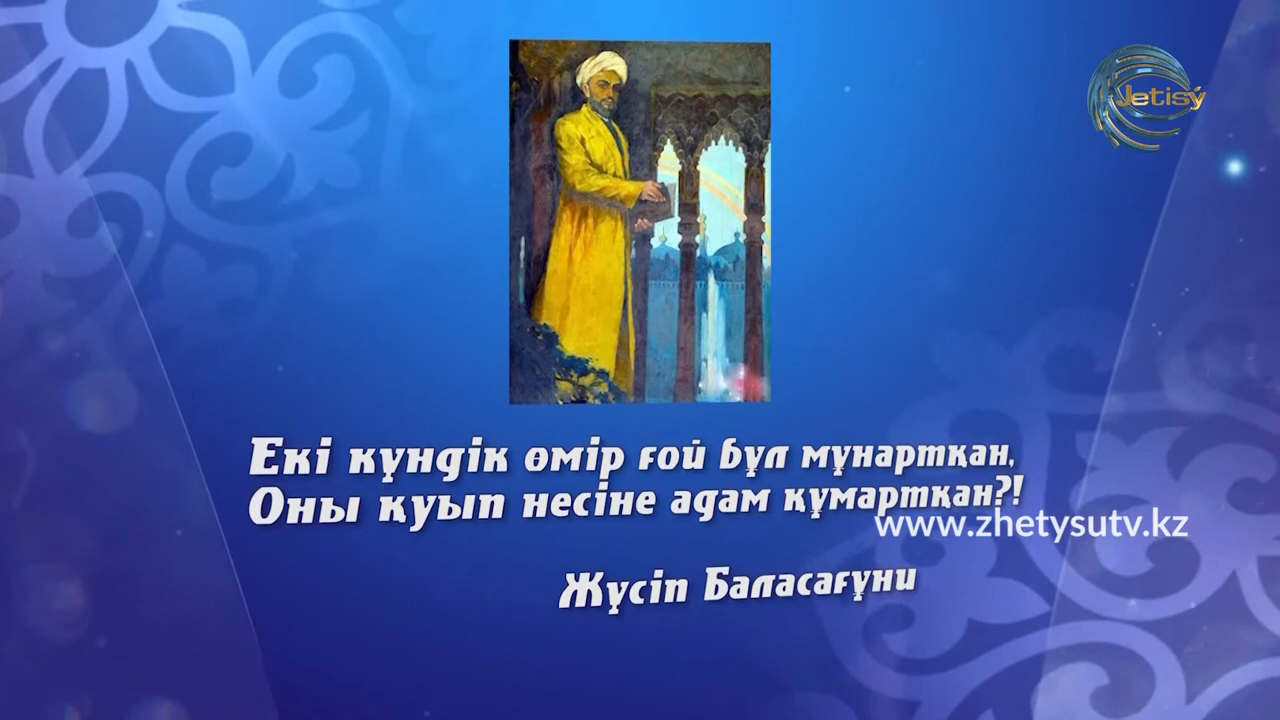 Jetisý
Екі күндік өмір ғой бұл мұнартқан,
Оны қуып несіне адам құмартқан?!
www.zhetysutv.kz
Жүсіп Баласағұни